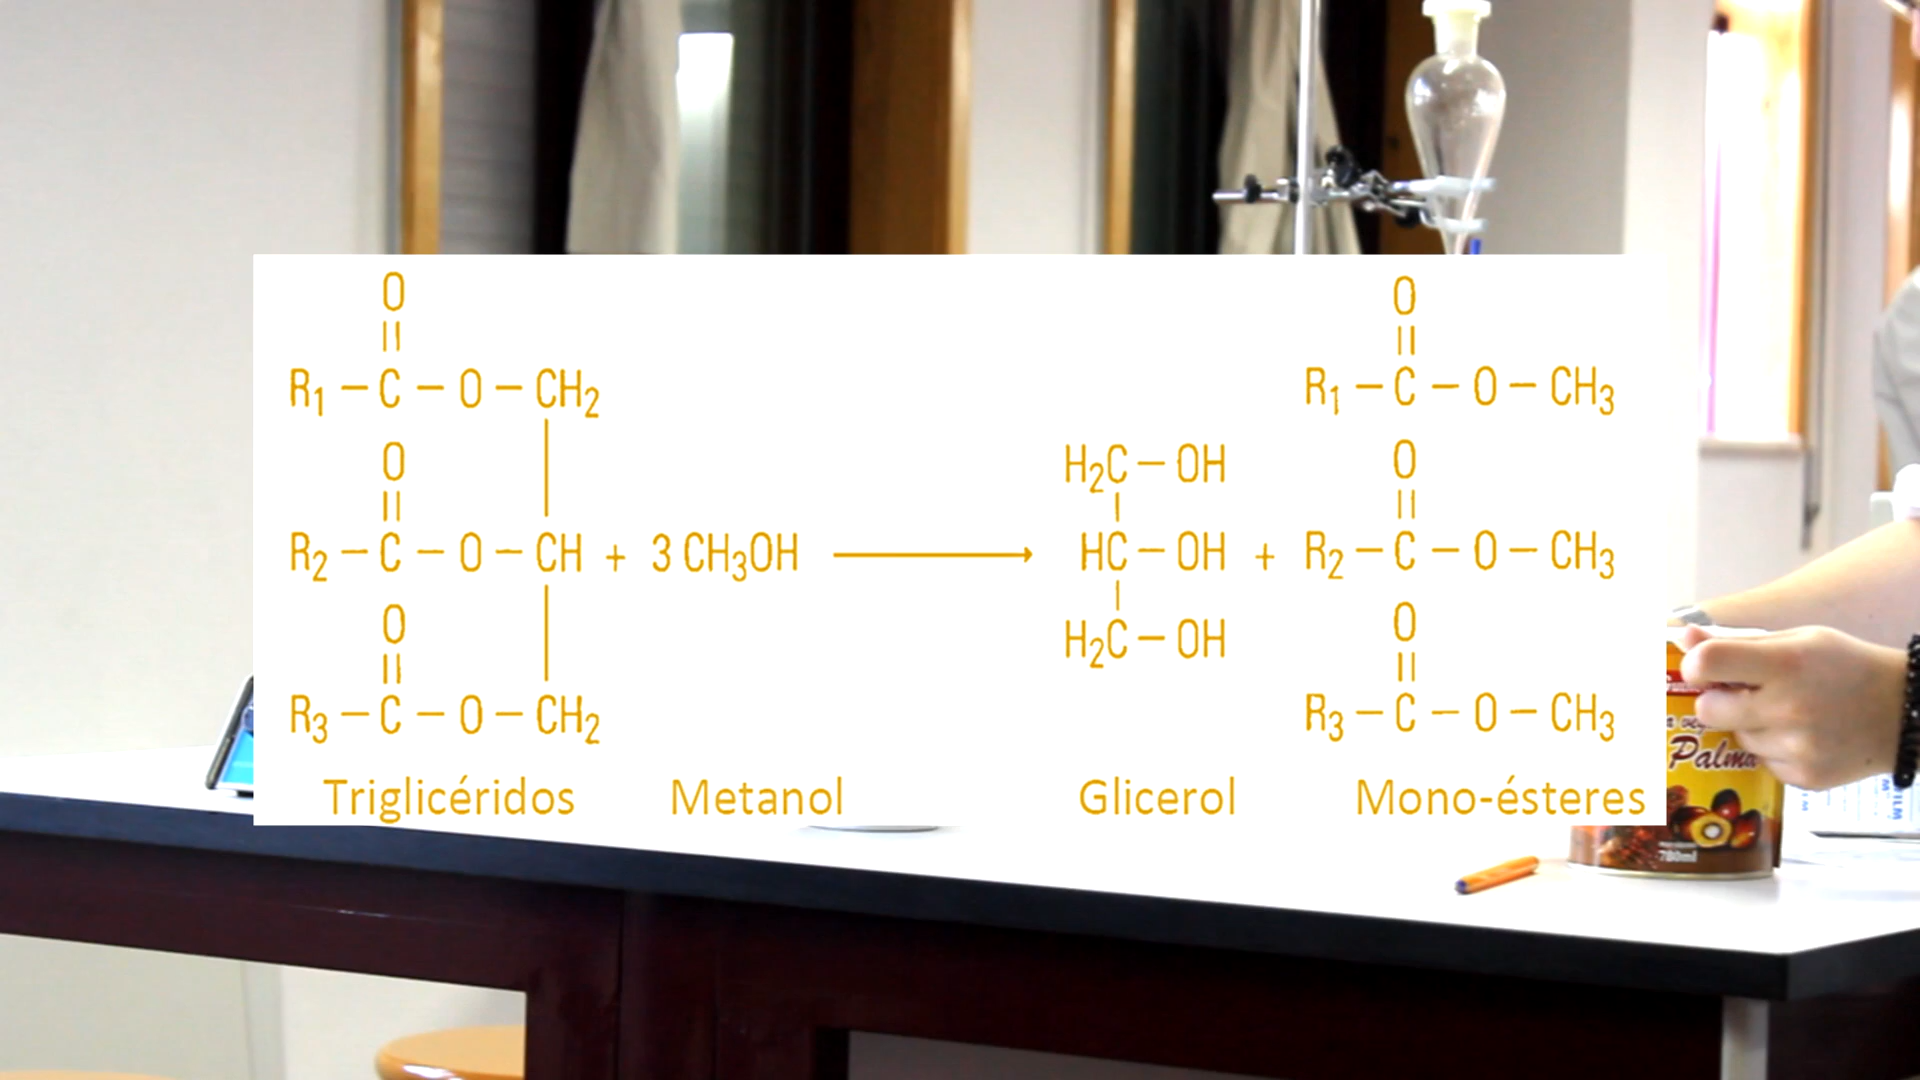 O O
|| ||
R₁ – C – O – CH₂ R₁ – C – O – CH₃
O H₂C – OH O
|| ||
R₂ – C – O – CH + 3 CH₃OH → HC – OH + R₂ – C – O – CH₃
O H₂C – OH O
|| ||
R₃ – C – O – CH₂ R₃ – C – O – CH₃
Triglicéridos Metanol Glicerol Mono-ésteres
Palma
780ml